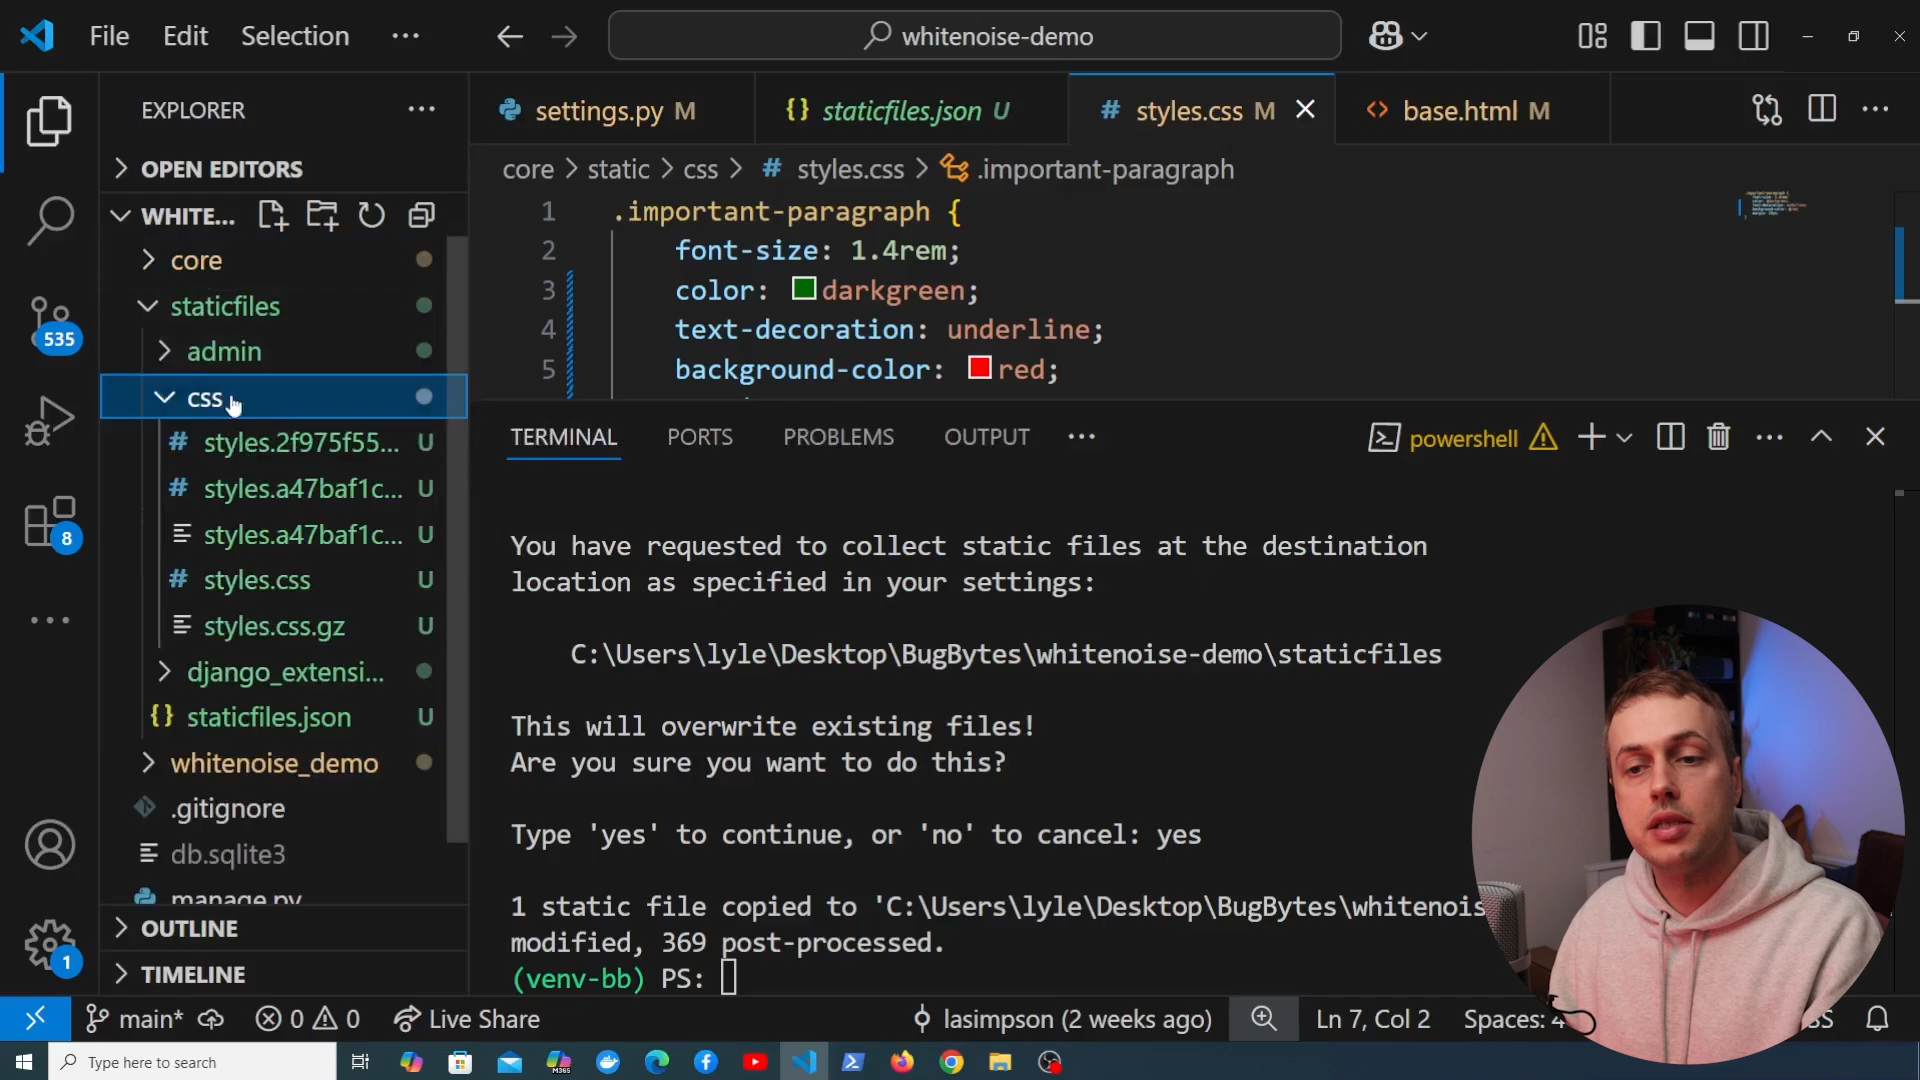 File Edit Selection ··· whitenoise-demo
EXPLORER ···
OPEN EDITORS
WHITE...
core
staticfiles
admin
css
styles.2f975f55... U
styles.a47baf1c... U
styles.a47baf1c... U
styles.css U
styles.css.gz U
django_extensi...
{} staticfiles.json U
whitenoise_demo
.gitignore
db.sqlite3
manage.py
OUTLINE
TIMELINE
535
8
1
settings.py M {} staticfiles.json U # styles.css M <> base.html M
core > static > css > # styles.css > .important-paragraph
1 .important-paragraph {
2 font-size: 1.4rem;
3 color: darkgreen;
4 text-decoration: underline;
5 background-color: red;
TERMINAL PORTS PROBLEMS OUTPUT ··· powershell
You have requested to collect static files at the destination
location as specified in your settings:
C:\Users\lyle\Desktop\BugBytes\whitenoise-demo\staticfiles
This will overwrite existing files!
Are you sure you want to do this?
Type 'yes' to continue, or 'no' to cancel: yes
1 static file copied to 'C:\Users\lyle\Desktop\BugBytes\whitenois
modified, 369 post-processed.
(venv-bb) PS:
main* 0 0 Live Share lasimpson (2 weeks ago) Ln 7, Col 2 Spaces: 4
Type here to search